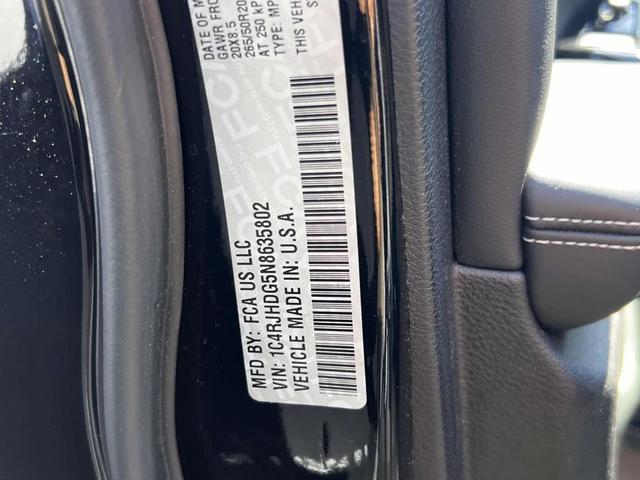 DATE OF M
GAWR FRO
20X8.5
265/50R20
AT 250 KP
TYPE: MP
THIS VEHI
MFD BY: FCA US LLC
VIN: 1C4RJHDG5N8635802
VEHICLE MADE IN: U.S.A.